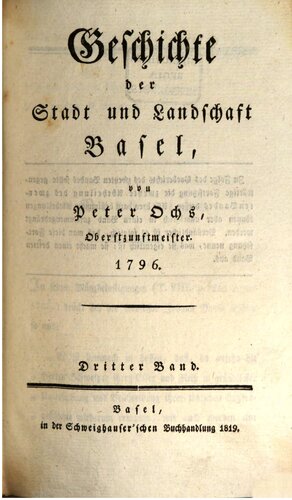 Geschichte
der
Stadt und Landschaft
Basel,
von
Peter Ochs,
Oberstzunftmeister.
1796.
Dritter Band.
Basel,
in der Schweighauser'schen Buchhandlung 1819.